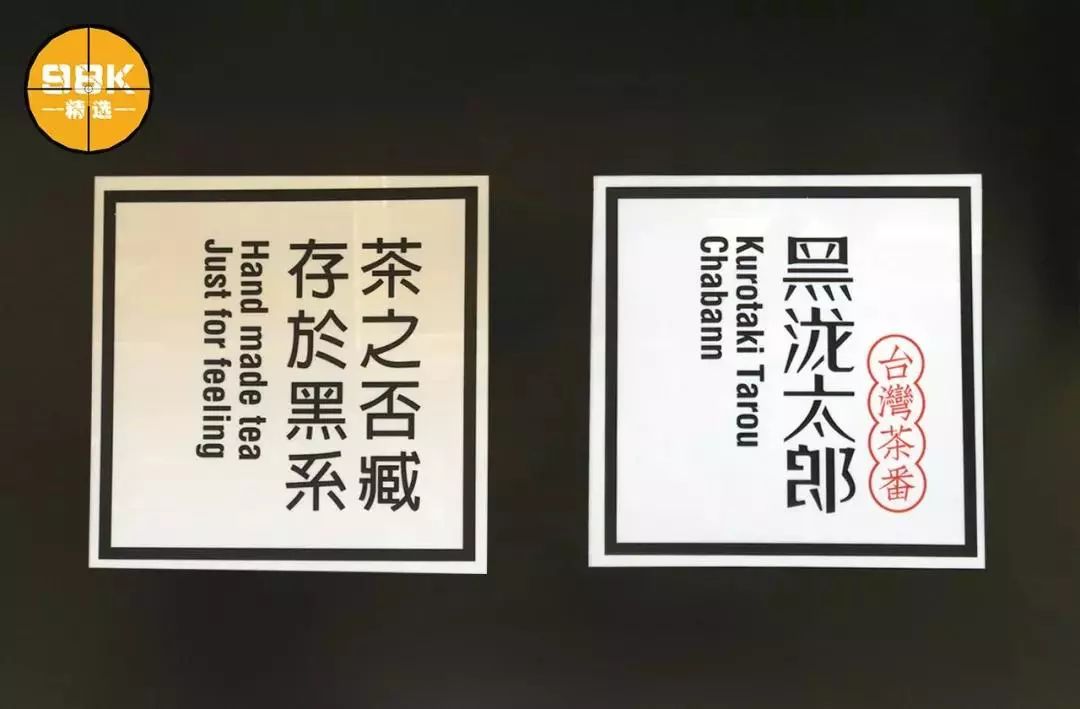 98K
精选
茶之否臧
存於黑系
Hand made tea
Just for feeling
台灣茶番
黑泷太郎
Kurotaki Tarou
Chabann